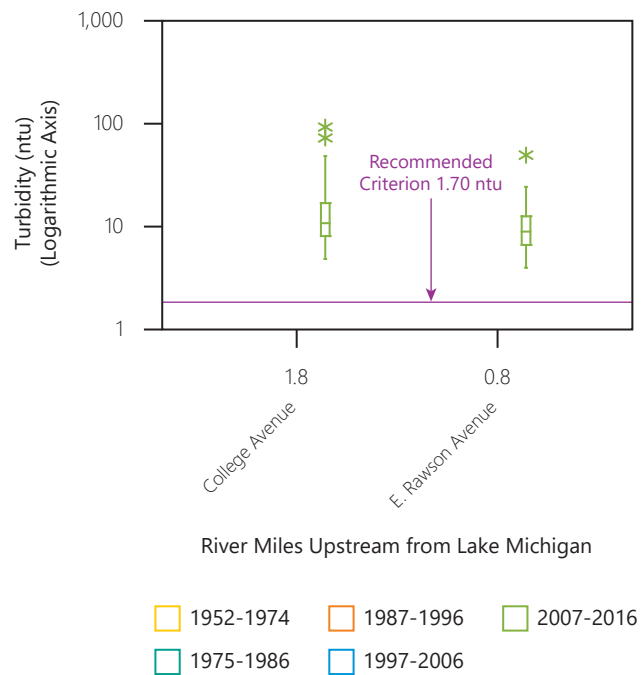 1,000
100
10
1
Turbidity (ntu)
(Logarithmic Axis)
Recommended
Criterion 1.70 ntu
1.8
0.8
College Avenue
E. Rawson Avenue
River Miles Upstream from Lake Michigan
1952-1974
1987-1996
2007-2016
1975-1986
1997-2006